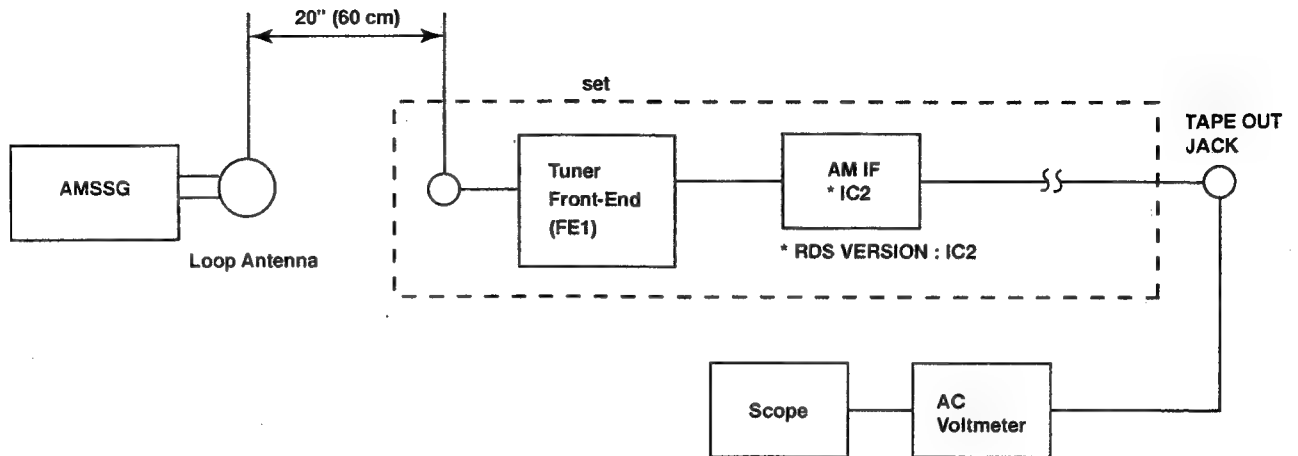 20" (60 cm)
set
TAPE OUT
JACK
AMSSG
Tuner
Front-End
(FE1)
AM IF
* IC2
* RDS VERSION : IC2
Loop Antenna
Scope
AC
Voltmeter